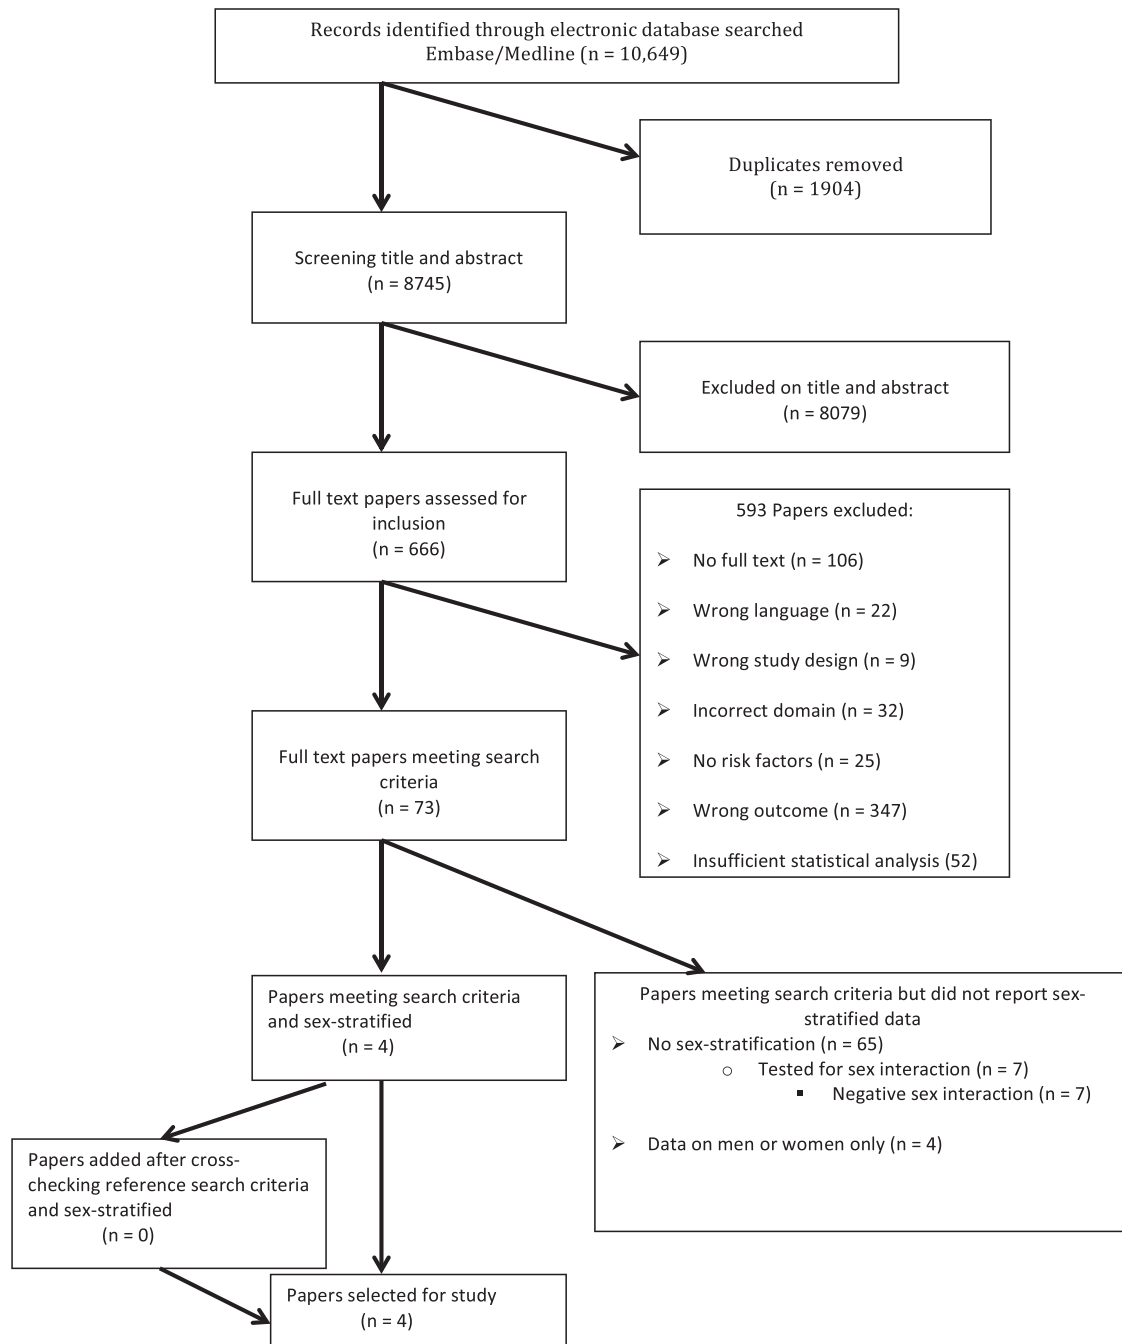 Records identified through electronic database searched
Embase/Medline (n = 10,649)
Duplicates removed
(n = 1904)
Screening title and abstract
(n = 8745)
Excluded on title and abstract
(n = 8079)
Full text papers assessed for
inclusion
(n = 666)
593 Papers excluded:
➢ No full text (n = 106)
➢ Wrong language (n = 22)
➢ Wrong study design (n = 9)
➢ Incorrect domain (n = 32)
➢ No risk factors (n = 25)
➢ Wrong outcome (n = 347)
➢ Insufficient statistical analysis (52)
Full text papers meeting search
criteria
(n = 73)
Papers meeting search criteria
and sex-stratified
(n = 4)
Papers meeting search criteria but did not report sex-
stratified data
➢ No sex-stratification (n = 65)
o Tested for sex interaction (n = 7)
▪ Negative sex interaction (n = 7)
➢ Data on men or women only (n = 4)
Papers added after cross-
checking reference search criteria
and sex-stratified
(n = 0)
Papers selected for study
(n = 4)